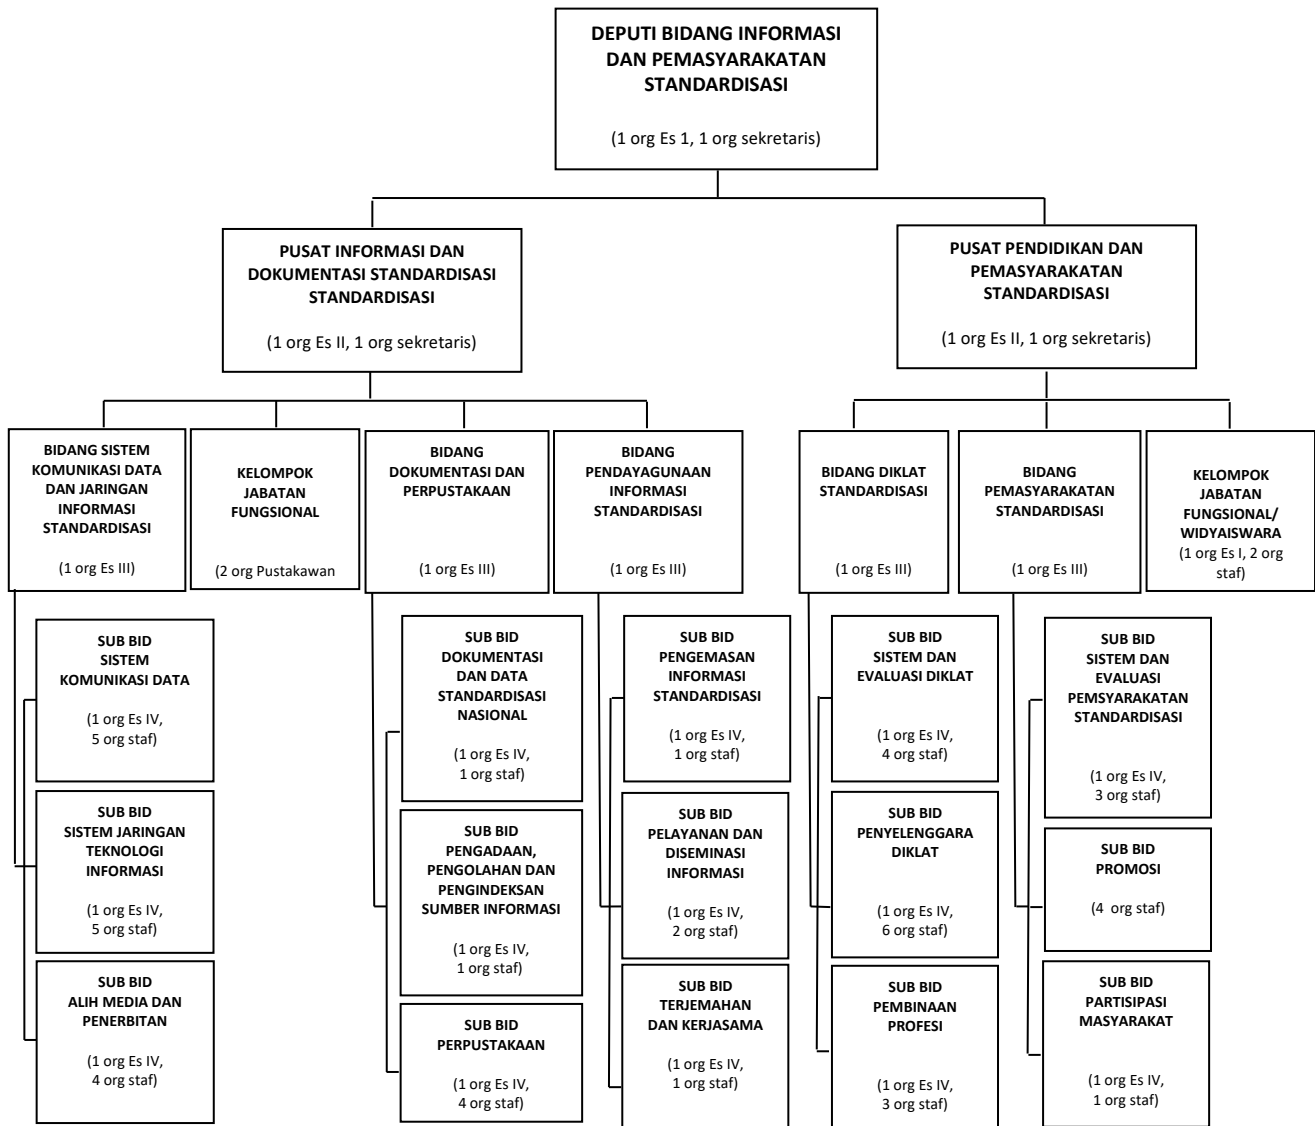 DEPUTI BIDANG INFORMASI
DAN PEMASYARAKATAN
STANDARDISASI
(1 org Es 1, 1 org sekretaris)
PUSAT INFORMASI DAN
DOKUMENTASI STANDARDISASI
STANDARDISASI
(1 org Es II, 1 org sekretaris)
PUSAT PENDIDIKAN DAN
PEMASYARAKATAN
STANDARDISASI
(1 org Es II, 1 org sekretaris)
BIDANG SISTEM
KOMUNIKASI DATA
DAN JARINGAN
INFORMASI
STANDARDISASI
(1 org Es III)
KELOMPOK
JABATAN
FUNGSIONAL
(2 org Pustakawan
BIDANG
DOKUMENTASI DAN
PERPUSTAKAAN
(1 org Es III)
BIDANG
PENDAYAGUNAAN
INFORMASI
STANDARDISASI
(1 org Es III)
BIDANG DIKLAT
STANDARDISASI
(1 org Es III)
BIDANG
PEMASYARAKATAN
STANDARDISASI
(1 org Es III)
KELOMPOK
JABATAN
FUNGSIONAL/
WIDYAISWARA
(1 org Es I, 2 org
staf)
SUB BID
SISTEM
KOMUNIKASI DATA
(1 org Es IV,
5 org staf)
SUB BID
SISTEM JARINGAN
TEKNOLOGI
INFORMASI
(1 org Es IV,
5 org staf)
SUB BID
ALIH MEDIA DAN
PENERBITAN
(1 org Es IV,
4 org staf)
SUB BID
DOKUMENTASI
DAN DATA
STANDARDISASI
NASIONAL
(1 org Es IV,
1 org staf)
SUB BID
PENGADAAN,
PENGOLAHAN DAN
PENGINDEKSAN
SUMBER INFORMASI
(1 org Es IV,
1 org staf)
SUB BID
PERPUSTAKAAN
(1 org Es IV,
4 org staf)
SUB BID
PENGEMASAN
INFORMASI
STANDARDISASI
(1 org Es IV,
1 org staf)
SUB BID
PELAYANAN DAN
DISEMINASI
INFORMASI
(1 org Es IV,
2 org staf)
SUB BID
TERJEMAHAN
DAN KERJASAMA
(1 org Es IV,
1 org staf)
SUB BID
SISTEM DAN
EVALUASI DIKLAT
(1 org Es IV,
4 org staf)
SUB BID
PENYELENGGARA
DIKLAT
(1 org Es IV,
6 org staf)
SUB BID
PEMBINAAN
PROFESI
(1 org Es IV,
3 org staf)
SUB BID
SISTEM DAN
EVALUASI
PEMSYARAKATAN
STANDARDISASI
(1 org Es IV,
3 org staf)
SUB BID
PROMOSI
(4 org staf)
SUB BID
PARTISIPASI
MASYARAKAT
(1 org Es IV,
1 org staf)